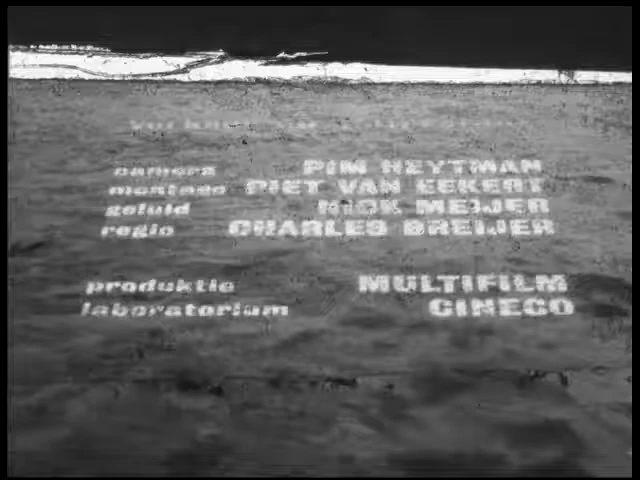 camera PIM HEYTMAN
montage PIET VAN EEKERT
geluid NICK MEIJER
regie CHARLES BREIJER
produktie MULTIFILM
laboratorium CINECO